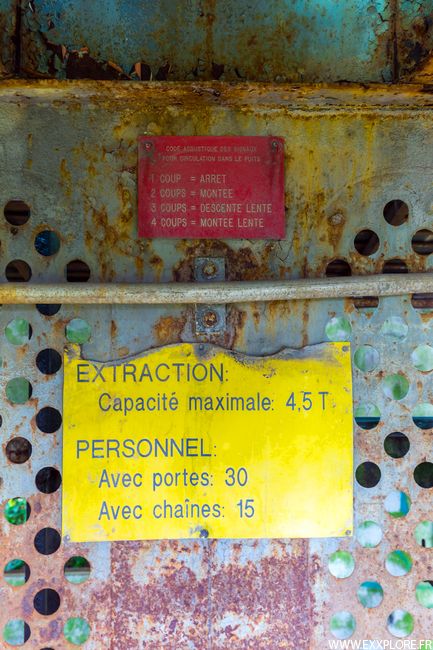 CODE ACOUSTIQUE DES SIGNAUX
POUR CIRCULATION DANS LE PUITS
1 COUP = ARRET
2 COUPS = MONTEE
3 COUPS = DESCENTE LENTE
4 COUPS = MONTEE LENTE
EXTRACTION:
Capacité maximale: 4,5 T
PERSONNEL:
Avec portes: 30
Avec chaînes: 15
WWW.EXXPLORE.FR